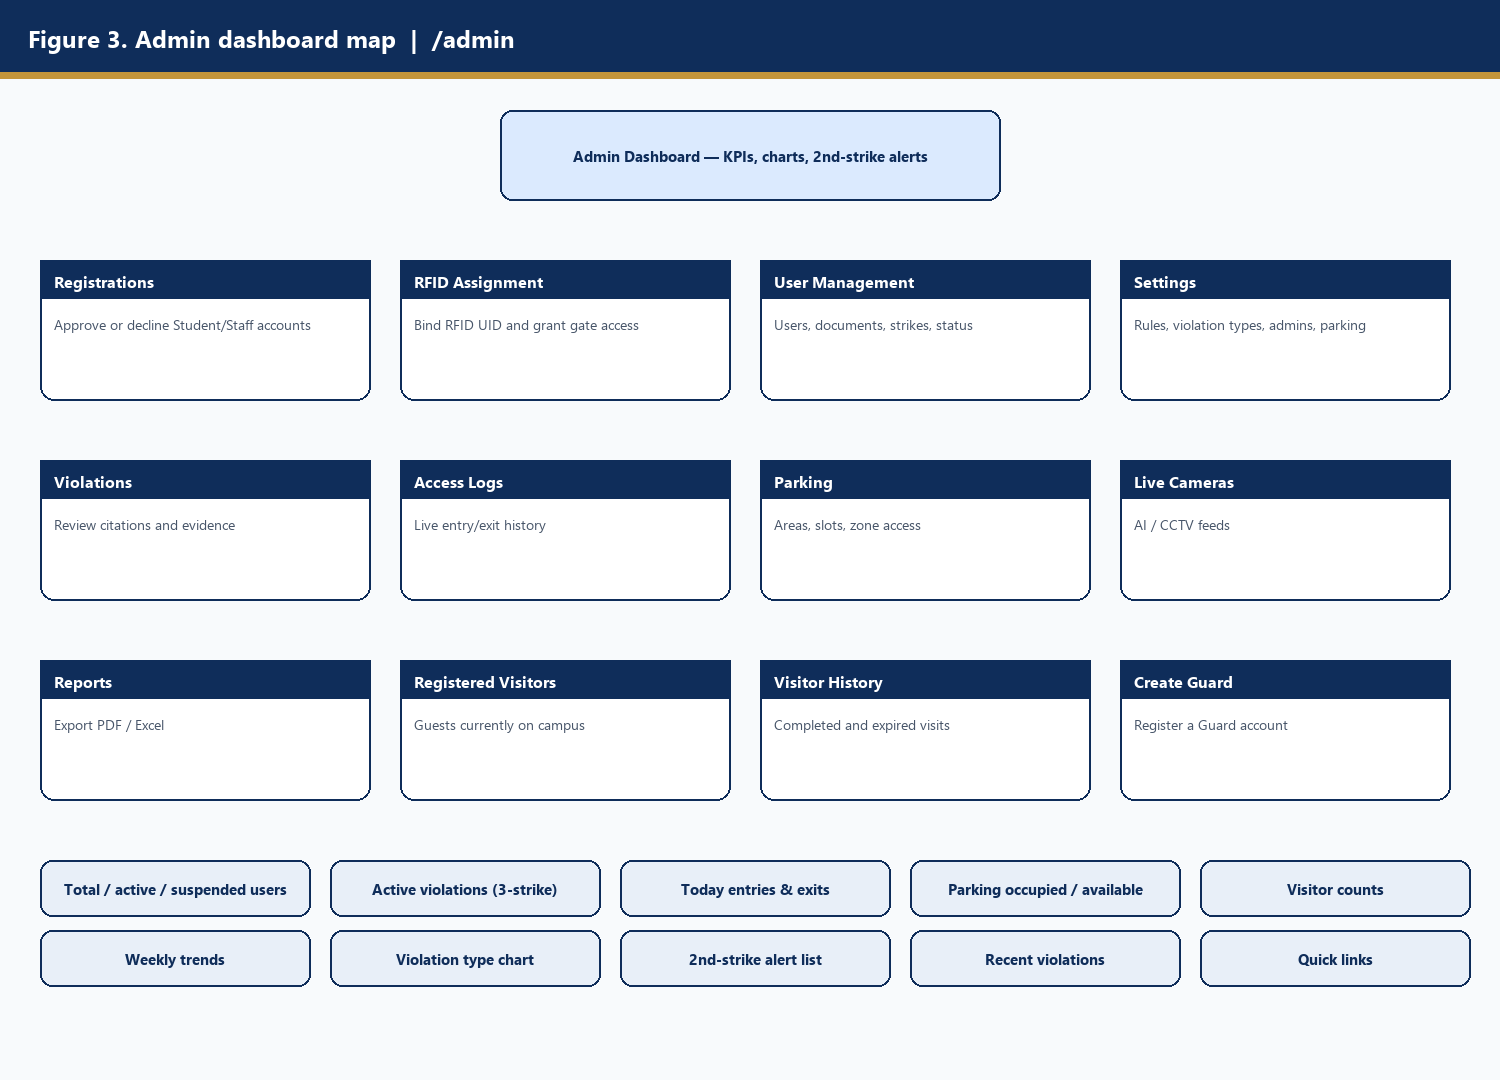 Figure 3. Admin dashboard map | /admin
Admin Dashboard — KPIs, charts, 2nd-strike alerts
Registrations
Approve or decline Student/Staff accounts
RFID Assignment
Bind RFID UID and grant gate access
User Management
Users, documents, strikes, status
Settings
Rules, violation types, admins, parking
Violations
Review citations and evidence
Access Logs
Live entry/exit history
Parking
Areas, slots, zone access
Live Cameras
AI / CCTV feeds
Reports
Export PDF / Excel
Registered Visitors
Guests currently on campus
Visitor History
Completed and expired visits
Create Guard
Register a Guard account
Total / active / suspended users
Active violations (3-strike)
Today entries & exits
Parking occupied / available
Visitor counts
Weekly trends
Violation type chart
2nd-strike alert list
Recent violations
Quick links